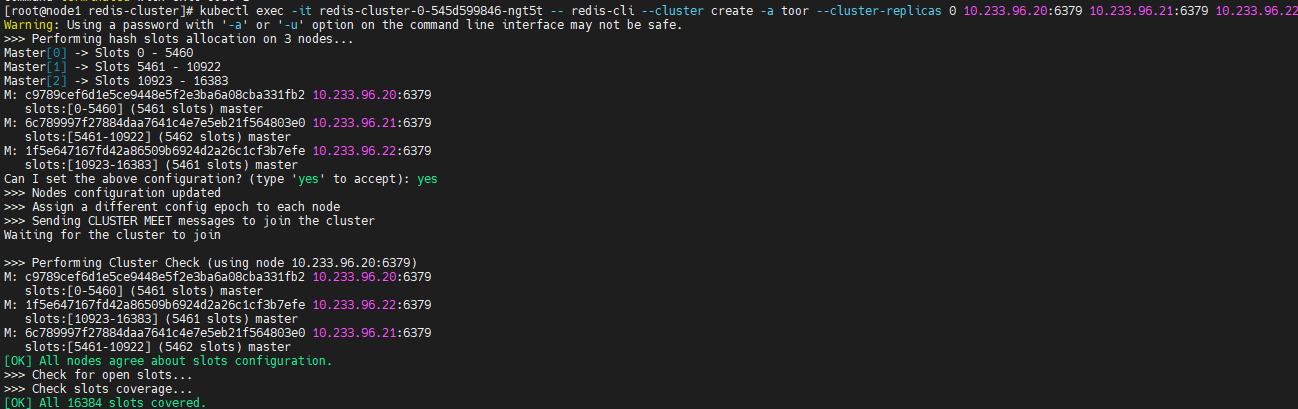 [root@node1 redis-cluster]# kubectl exec -it redis-cluster-0-545d599846-ngt5t -- redis-cli --cluster create -a toor --cluster-replicas 0 10.233.96.20:6379 10.233.96.21:6379 10.233.96.22
Warning: Using a password with '-a' or '-u' option on the command line interface may not be safe.
>>> Performing hash slots allocation on 3 nodes...
Master[0] -> Slots 0 - 5460
Master[1] -> Slots 5461 - 10922
Master[2] -> Slots 10923 - 16383
M: c9789cef6d1e5ce9448e5f2e3ba6a08cba331fb2 10.233.96.20:6379
slots:[0-5460] (5461 slots) master
M: 6c789997f27884daa7641c4e7e5eb21f564803e0 10.233.96.21:6379
slots:[5461-10922] (5462 slots) master
M: 1f5e647167fd42a86509b6924d2a26c1cf3b7efe 10.233.96.22:6379
slots:[10923-16383] (5461 slots) master
Can I set the above configuration? (type 'yes' to accept): yes
>>> Nodes configuration updated
>>> Assign a different config epoch to each node
>>> Sending CLUSTER MEET messages to join the cluster
Waiting for the cluster to join
>>> Performing Cluster Check (using node 10.233.96.20:6379)
M: c9789cef6d1e5ce9448e5f2e3ba6a08cba331fb2 10.233.96.20:6379
slots:[0-5460] (5461 slots) master
M: 1f5e647167fd42a86509b6924d2a26c1cf3b7efe 10.233.96.22:6379
slots:[10923-16383] (5461 slots) master
M: 6c789997f27884daa7641c4e7e5eb21f564803e0 10.233.96.21:6379
slots:[5461-10922] (5462 slots) master
[OK] All nodes agree about slots configuration.
>>> Check for open slots...
>>> Check slots coverage...
[OK] All 16384 slots covered.